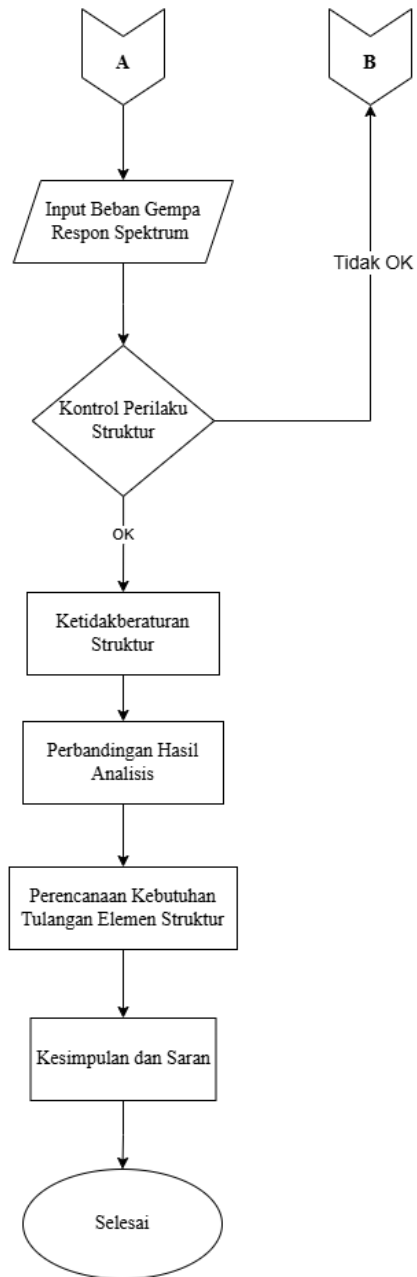 A
B
Input Beban Gempa
Respon Spektrum
Tidak OK
Kontrol Perilaku
Struktur
OK
Ketidakberaturan
Struktur
Perbandingan Hasil
Analisis
Perencanaan Kebutuhan
Tulangan Elemen Struktur
Kesimpulan dan Saran
Selesai